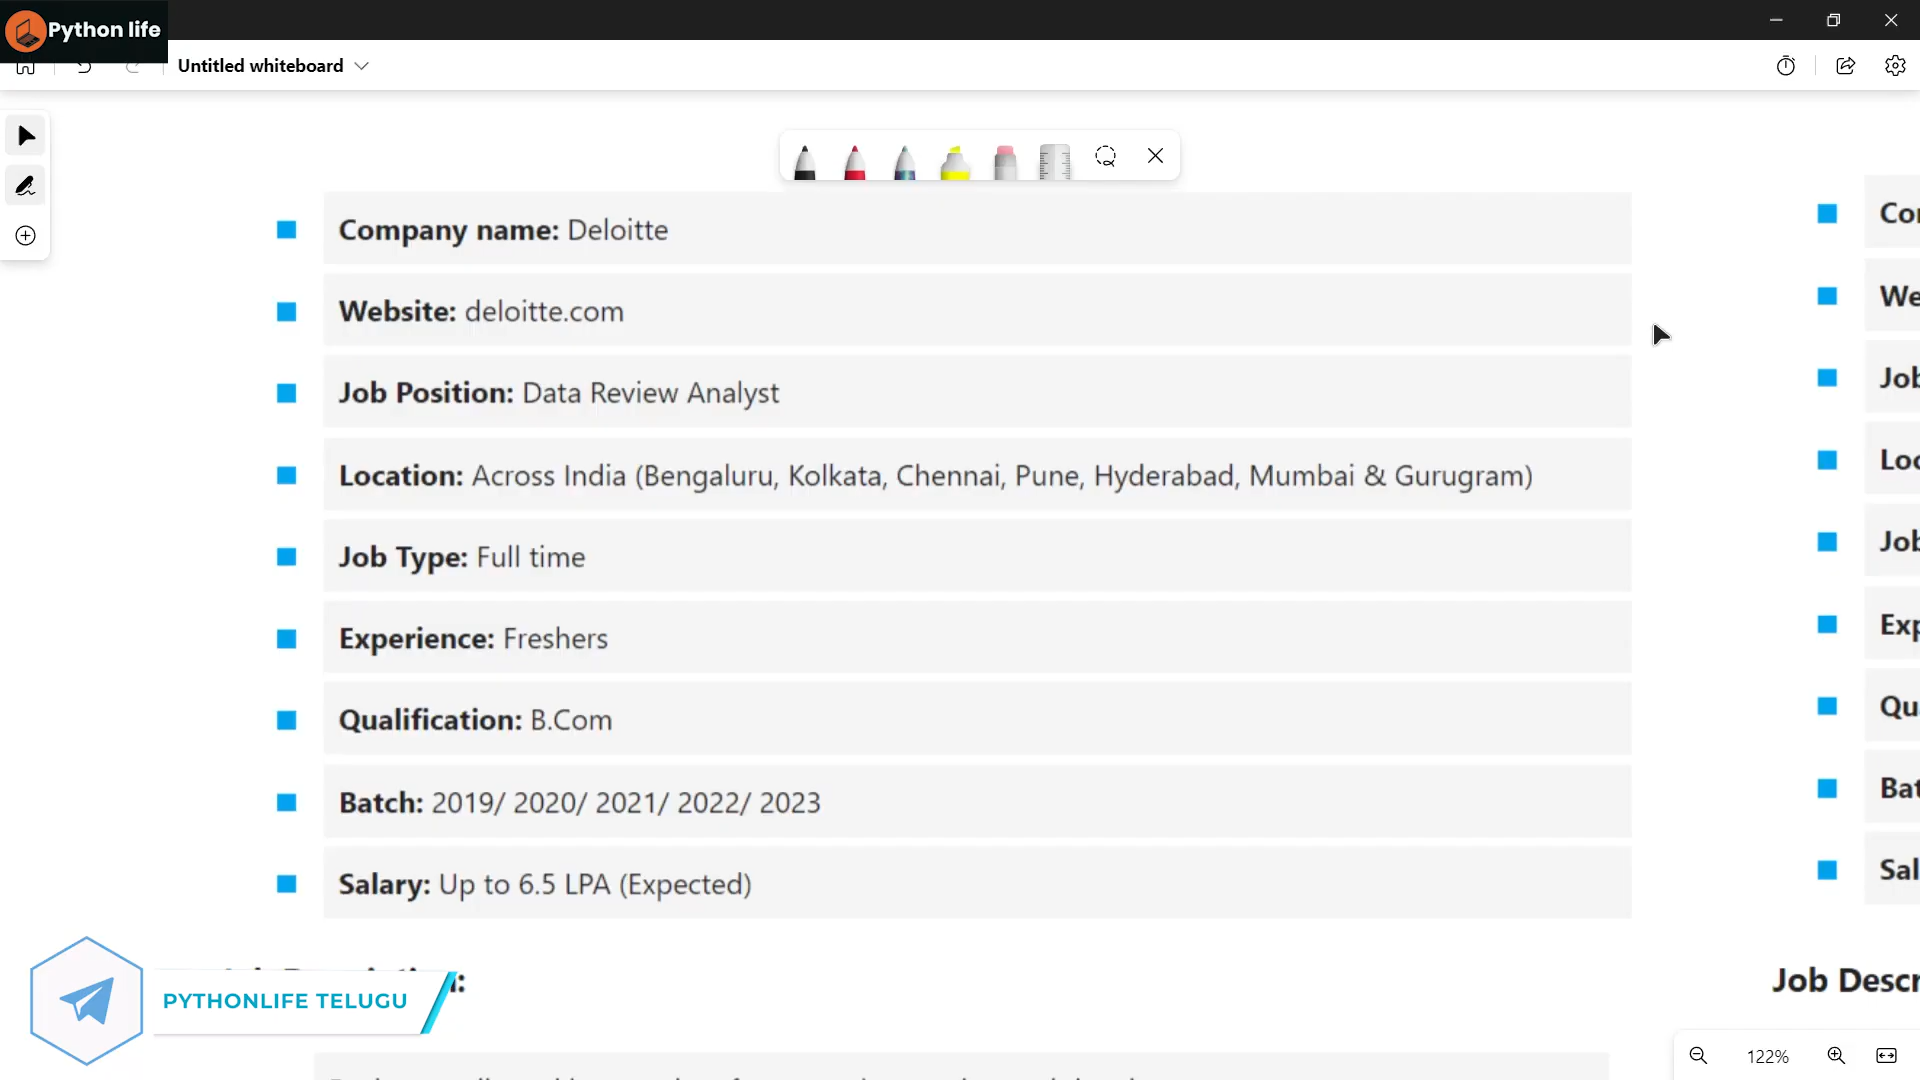 Python life
Untitled whiteboard
Company name: Deloitte
Website: deloitte.com
Job Position: Data Review Analyst
Location: Across India (Bengaluru, Kolkata, Chennai, Pune, Hyderabad, Mumbai & Gurugram)
Job Type: Full time
Experience: Freshers
Qualification: B.Com
Batch: 2019/ 2020/ 2021/ 2022/ 2023
Salary: Up to 6.5 LPA (Expected)
PYTHONLIFE TELUGU
Job
122%